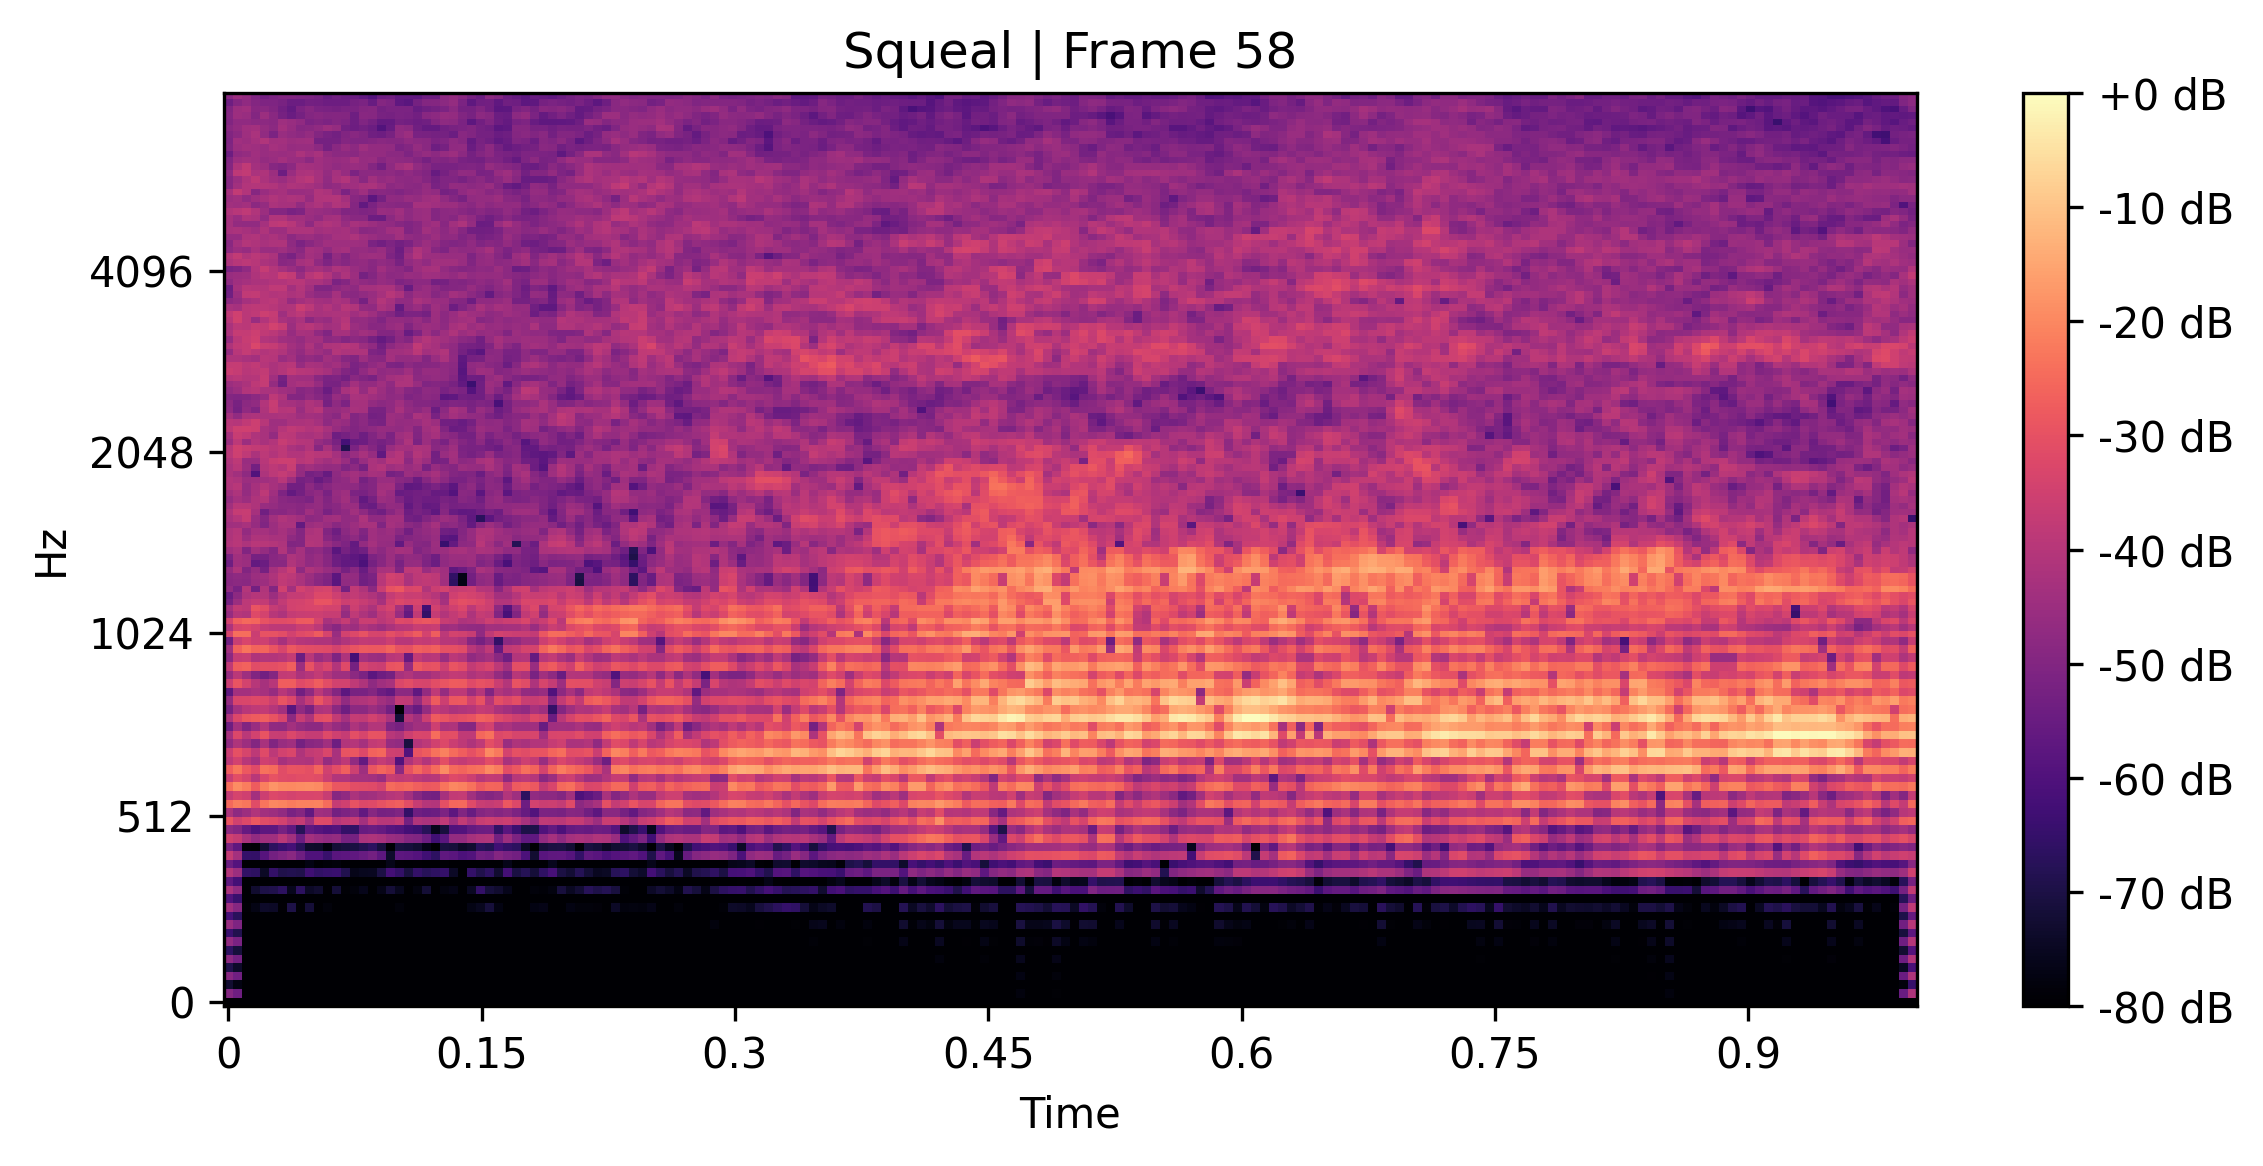 Squeal | Frame 58
Hz
4096
2048
1024
512
0
0 0.15 0.3 0.45 0.6 0.75 0.9
Time
+0 dB
-10 dB
-20 dB
-30 dB
-40 dB
-50 dB
-60 dB
-70 dB
-80 dB